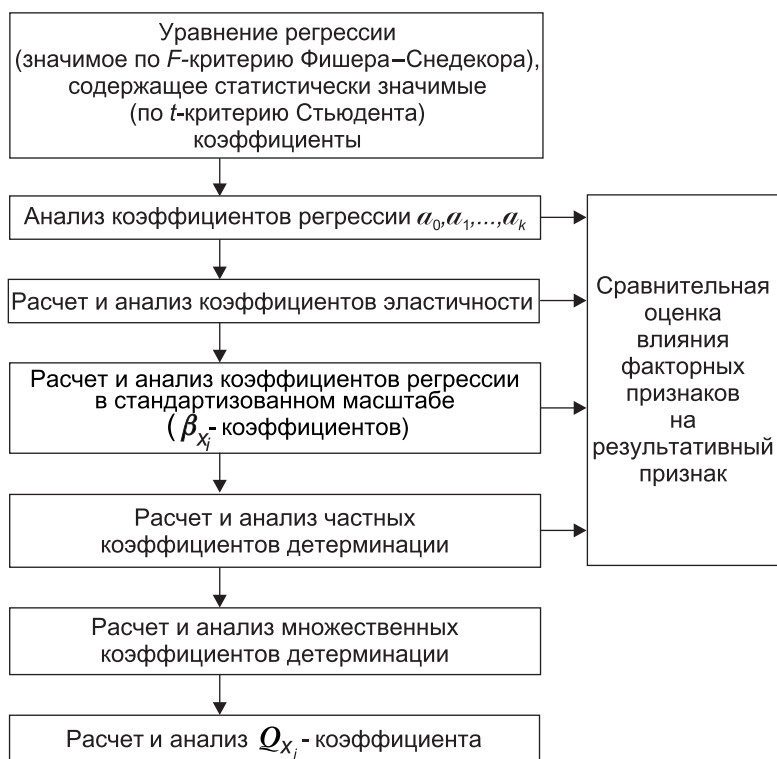 Уравнение регрессии
(значимое по F-критерию Фишера–Снедекора),
содержащее статистически значимые
(по t-критерию Стьюдента)
коэффициенты
Анализ коэффициентов регрессии a₀,a₁,...,aₖ
Расчет и анализ коэффициентов эластичности
Расчет и анализ коэффициентов регрессии
в стандартизованном масштабе
(βₓᵢ- коэффициентов)
Расчет и анализ частных
коэффициентов детерминации
Расчет и анализ множественных
коэффициентов детерминации
Расчет и анализ Qₓᵢ- коэффициента
Сравнительная
оценка
влияния
факторных
признаков
на
результативный
признак